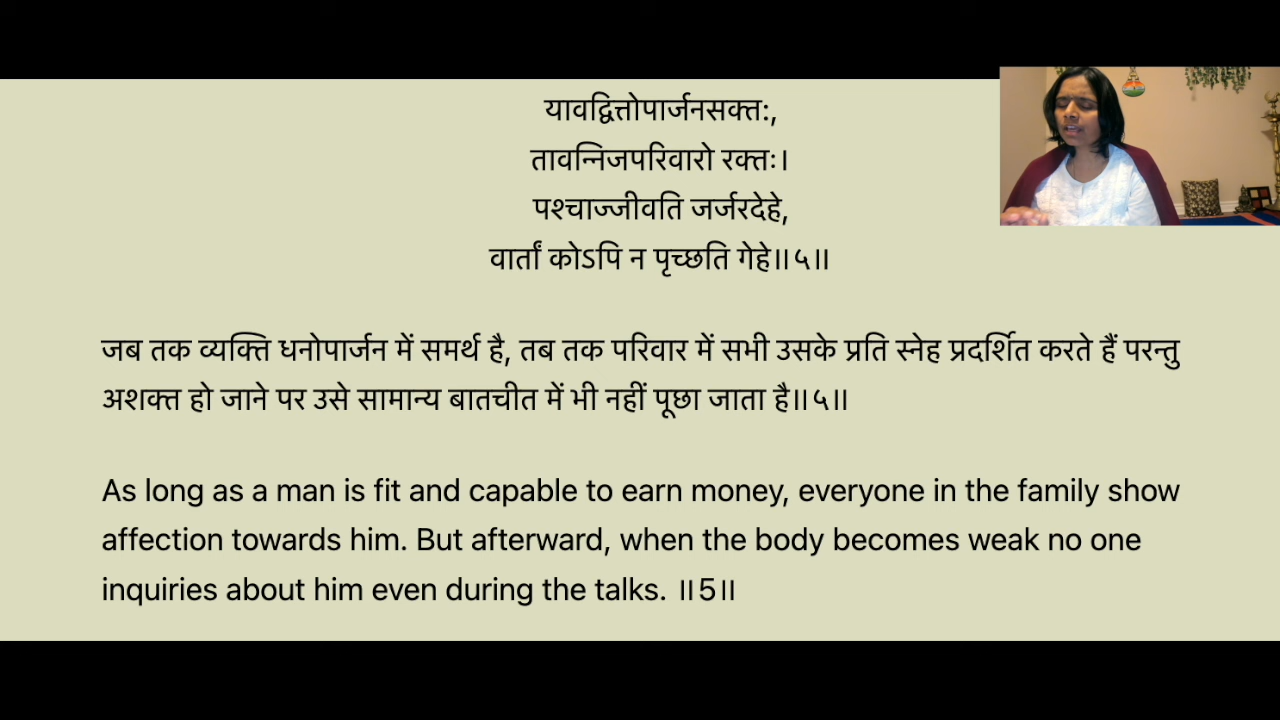 यावद्वित्तोपार्जनसक्त:,
तावन्निजपरिवारो रक्तः।
पश्चाज्जीवति जर्जरदेहे,
वार्तां कोऽपि न पृच्छति गेहे॥५॥
जब तक व्यक्ति धनोपार्जन में समर्थ है, तब तक परिवार में सभी उसके प्रति स्नेह प्रदर्शित करते हैं परन्तु
अशक्त हो जाने पर उसे सामान्य बातचीत में भी नहीं पूछा जाता है॥५॥
As long as a man is fit and capable to earn money, everyone in the family show
affection towards him. But afterward, when the body becomes weak no one
inquiries about him even during the talks. ॥5॥